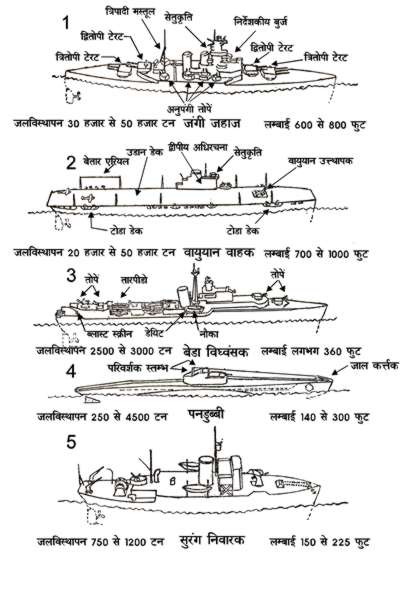 1
त्रिपादी मस्तूल
सेतुकृति
निर्देशकीय बुर्ज
द्वितोपी टेरट
द्वितोपी टेरट
त्रितोपी टेरट
त्रितोपी टेरट
अनुषंगी तोपें
जलविस्थापन 30 हजार से 50 हजार टन जंगी जहाज लम्बाई 600 से 800 फुट
2
बेतार एरियल
उडान डेक
द्वीपीय अधिरचना
सेतुकृति
वायुयान उत्थापक
टोडा डेक
टोडा डेक
जलविस्थापन 20 हजार से 50 हजार टन वायुयान वाहक लम्बाई 700 से 1000 फुट
3
तोपें
तारपीडो
तोपें
ब्लास्ट स्क्रीन
डेविट
नोका
जलविस्थापन 2500 से 3000 टन बेडा विघ्वंसक लम्बाई लगभग 360 फुट
4
परिवर्शक स्तम्भ
जाल कर्त्तक
जलविस्थापन 250 से 4500 टन पनडुब्बी लम्बाई 140 से 300 फुट
5
जलविस्थापन 750 से 1200 टन सुरंग निवारक लम्बाई 150 से 225 फुट